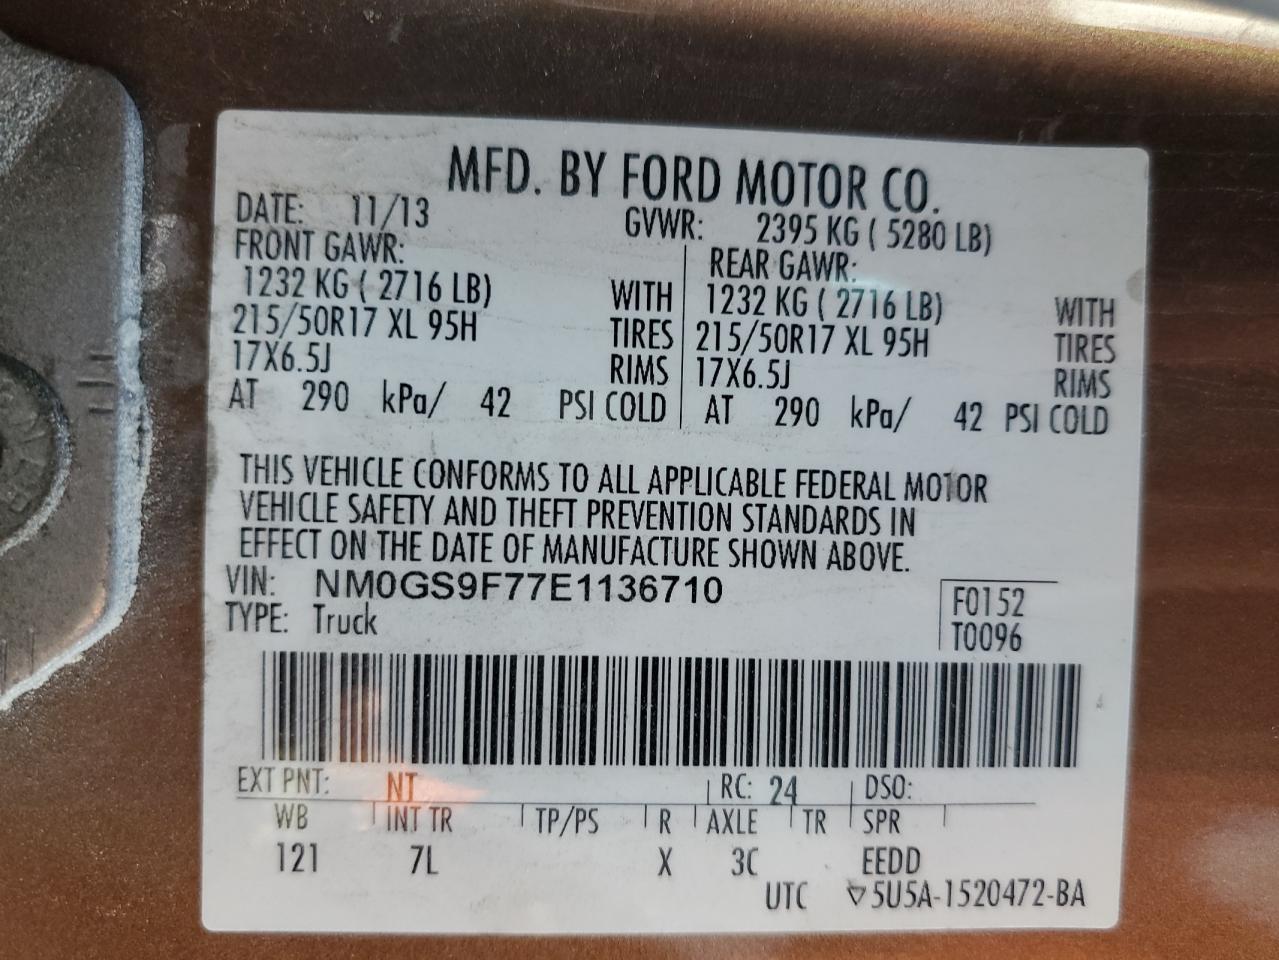 MFD. BY FORD MOTOR CO.
DATE: 11/13 GVWR: 2395 KG ( 5280 LB)
FRONT GAWR: REAR GAWR:
1232 KG ( 2716 LB) WITH 1232 KG ( 2716 LB) WITH
215/50R17 XL 95H TIRES 215/50R17 XL 95H TIRES
17X6.5J RIMS 17X6.5J RIMS
AT 290 kPa/ 42 PSI COLD AT 290 kPa/ 42 PSI COLD
THIS VEHICLE CONFORMS TO ALL APPLICABLE FEDERAL MOTOR
VEHICLE SAFETY AND THEFT PREVENTION STANDARDS IN
EFFECT ON THE DATE OF MANUFACTURE SHOWN ABOVE.
VIN: NM0GS9F77E1136710
TYPE: Truck
F0152
T0096
EXT PNT: NT RC: 24 DSO:
WB INT TR TP/PS R AXLE TR SPR
121 7L X 3C EEDD
UTC 5U5A-1520472-BA